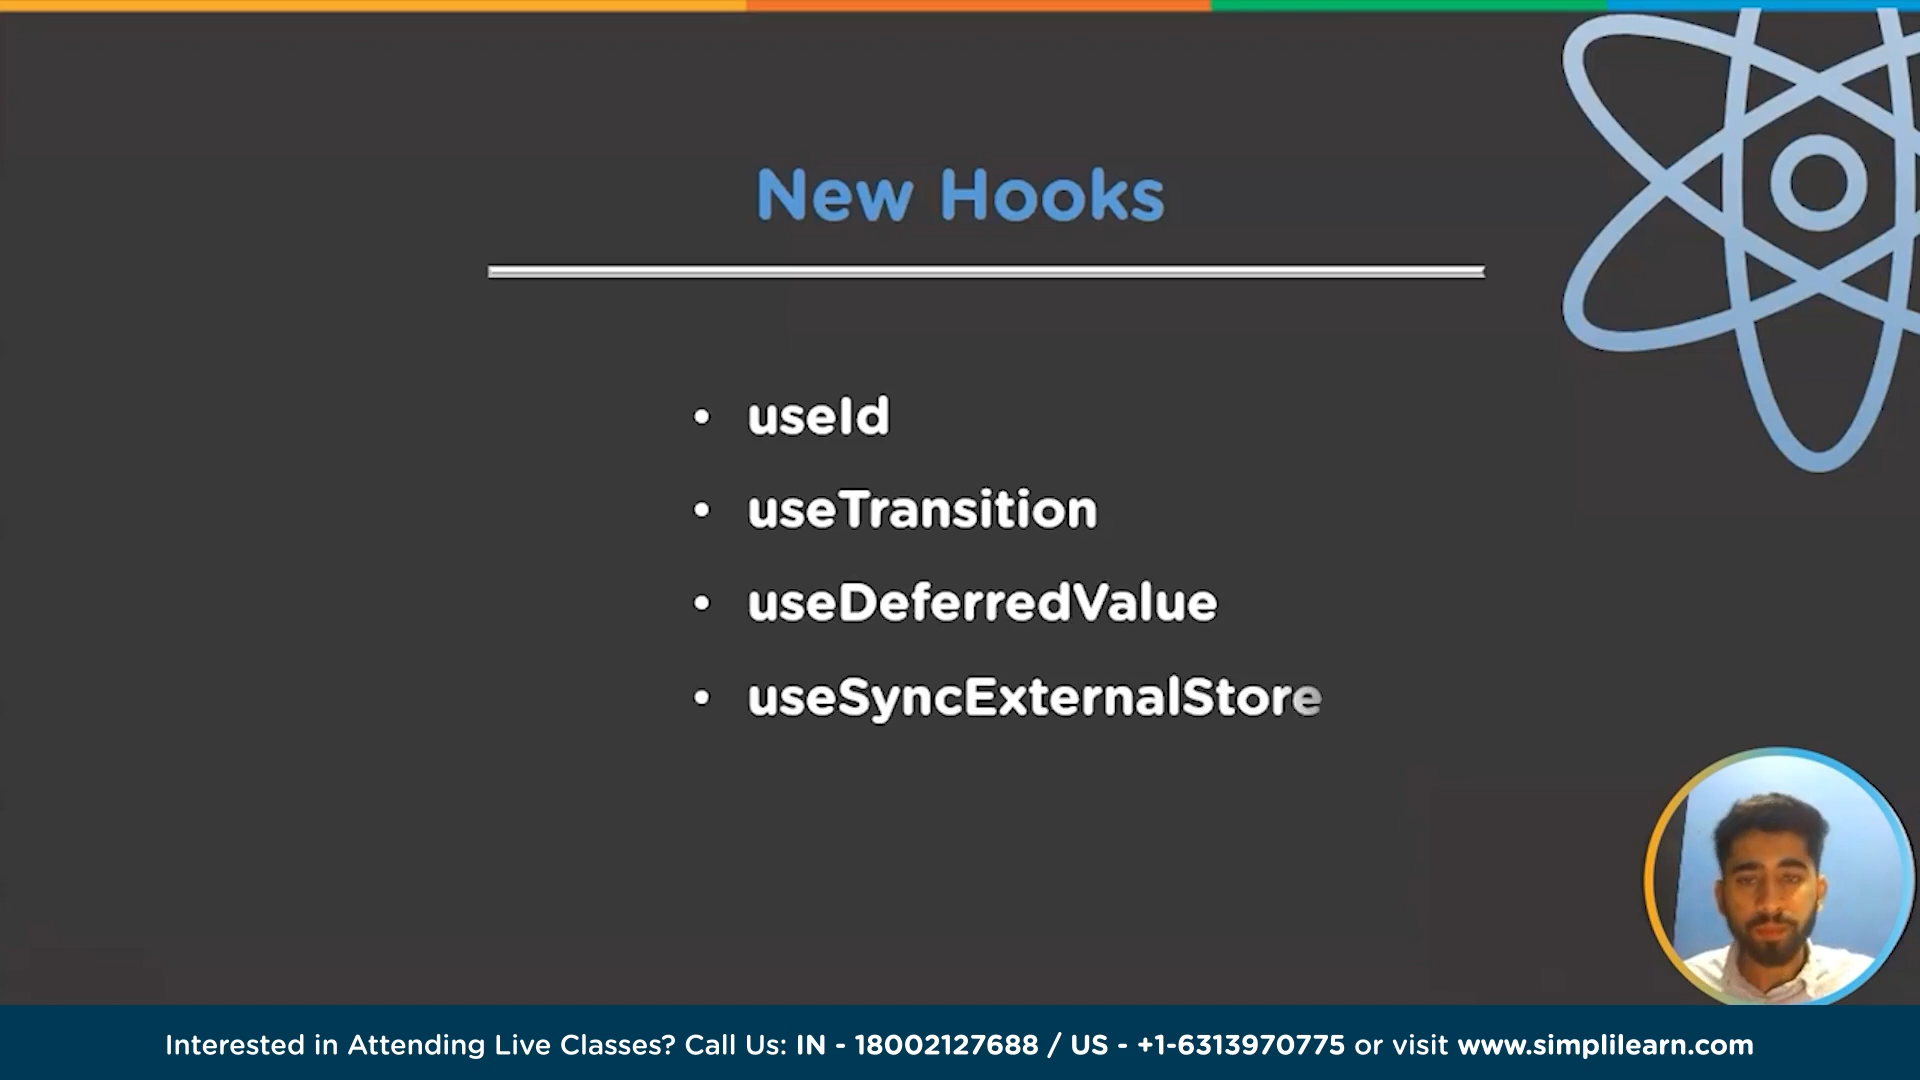 New Hooks
• useId
• useTransition
• useDeferredValue
• useSyncExternalStore
Interested in Attending Live Classes? Call Us: IN - 18002127688 / US - +1-6313970775 or visit www.simplilearn.com